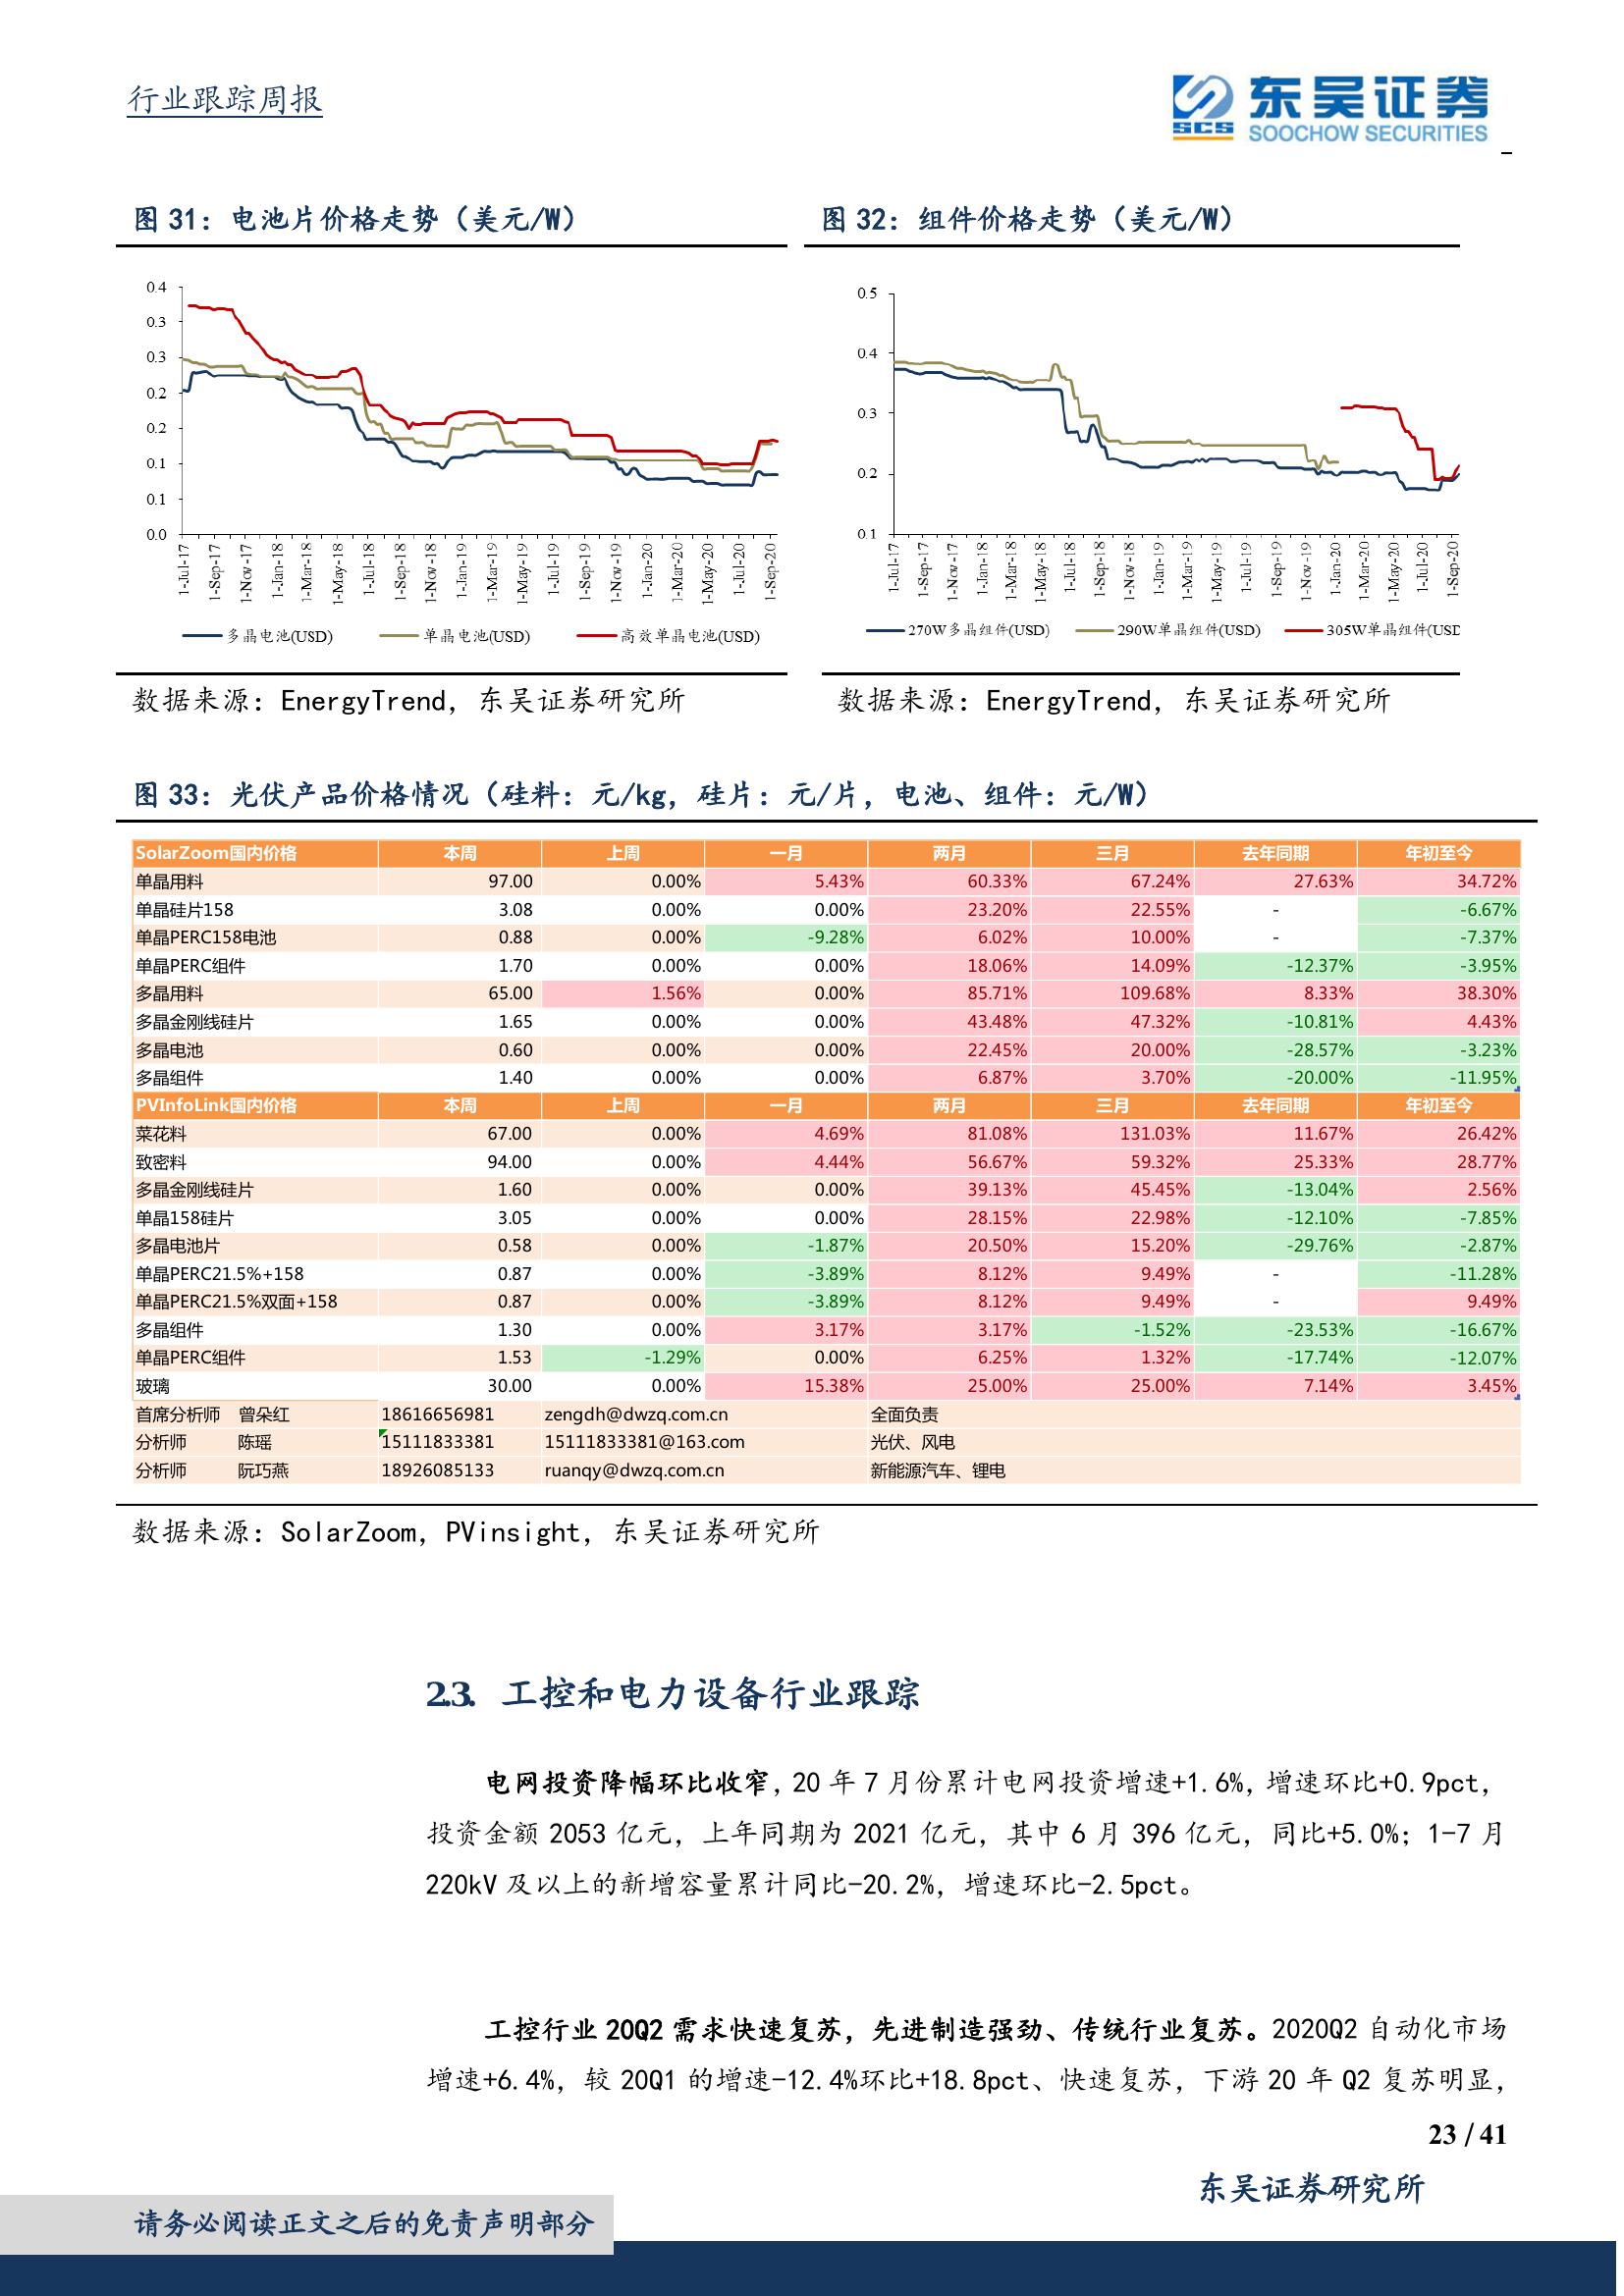 行业跟踪周报
SCS
东吴证券
SOOCHOW SECURITIES
图 31：电池片价格走势（美元/W）
0.4
0.3
0.3
0.2
0.2
0.1
0.1
0.0
1-Jul-17 1-Sep-17 1-Nov-17 1-Jan-18 1-Mar-18 1-May-18 1-Jul-18 1-Sep-18 1-Nov-18 1-Jan-19 1-Mar-19 1-May-19 1-Jul-19 1-Sep-19 1-Nov-19 1-Jan-20 1-Mar-20 1-May-20 1-Jul-20 1-Sep-20
多晶电池(USD) 单晶电池(USD) 高效单晶电池(USD)
数据来源：EnergyTrend，东吴证券研究所
图 32：组件价格走势（美元/W）
0.5
0.4
0.3
0.2
0.1
1-Jul-17 1-Sep-17 1-Nov-17 1-Jan-18 1-Mar-18 1-May-18 1-Jul-18 1-Sep-18 1-Nov-18 1-Jan-19 1-Mar-19 1-May-19 1-Jul-19 1-Sep-19 1-Nov-19 1-Jan-20 1-Mar-20 1-May-20 1-Jul-20 1-Sep-20
270W多晶组件(USD) 290W单晶组件(USD) 305W单晶组件(USD
数据来源：EnergyTrend，东吴证券研究所
图 33：光伏产品价格情况（硅料：元/kg，硅片：元/片，电池、组件：元/W）
SolarZoom国内价格 本周 上周 一月 两月 三月 去年同期 年初至今
单晶用料 97.00 0.00% 5.43% 60.33% 67.24% 27.63% 34.72%
单晶硅片158 3.08 0.00% 0.00% 23.20% 22.55% - -6.67%
单晶PERC158电池 0.88 0.00% -9.28% 6.02% 10.00% - -7.37%
单晶PERC组件 1.70 0.00% 0.00% 18.06% 14.09% -12.37% -3.95%
多晶用料 65.00 1.56% 0.00% 85.71% 109.68% 8.33% 38.30%
多晶金刚线硅片 1.65 0.00% 0.00% 43.48% 47.32% -10.81% 4.43%
多晶电池 0.60 0.00% 0.00% 22.45% 20.00% -28.57% -3.23%
多晶组件 1.40 0.00% 0.00% 6.87% 3.70% -20.00% -11.95%
PVInfoLink国内价格 本周 上周 一月 两月 三月 去年同期 年初至今
菜花料 67.00 0.00% 4.69% 81.08% 131.03% 11.67% 26.42%
致密料 94.00 0.00% 4.44% 56.67% 59.32% 25.33% 28.77%
多晶金刚线硅片 1.60 0.00% 0.00% 39.13% 45.45% -13.04% 2.56%
单晶158硅片 3.05 0.00% 0.00% 28.15% 22.98% -12.10% -7.85%
多晶电池片 0.58 0.00% -1.87% 20.50% 15.20% -29.76% -2.87%
单晶PERC21.5%+158 0.87 0.00% -3.89% 8.12% 9.49% - -11.28%
单晶PERC21.5%双面+158 0.87 0.00% -3.89% 8.12% 9.49% - 9.49%
多晶组件 1.30 0.00% 3.17% 3.17% -1.52% -23.53% -16.67%
单晶PERC组件 1.53 -1.29% 0.00% 6.25% 1.32% -17.74% -12.07%
玻璃 30.00 0.00% 15.38% 25.00% 25.00% 7.14% 3.45%
首席分析师 曾朵红 18616656981 zengdh@dwzq.com.cn 全面负责
分析师 陈瑶 15111833381 15111833381@163.com 光伏、风电
分析师 阮巧燕 18926085133 ruanqy@dwzq.com.cn 新能源汽车、锂电
数据来源：SolarZoom，PVinsight，东吴证券研究所
2.3. 工控和电力设备行业跟踪
电网投资降幅环比收窄，20 年 7 月份累计电网投资增速+1.6%，增速环比+0.9pct，
投资金额 2053 亿元，上年同期为 2021 亿元，其中 6 月 396 亿元，同比+5.0%；1-7 月
220kV 及以上的新增容量累计同比-20.2%，增速环比-2.5pct。
工控行业 20Q2 需求快速复苏，先进制造强劲、传统行业复苏。2020Q2 自动化市场
增速+6.4%，较 20Q1 的增速-12.4%环比+18.8pct、快速复苏，下游 20 年 Q2 复苏明显，
23 / 41
东吴证券研究所
请务必阅读正文之后的免责声明部分